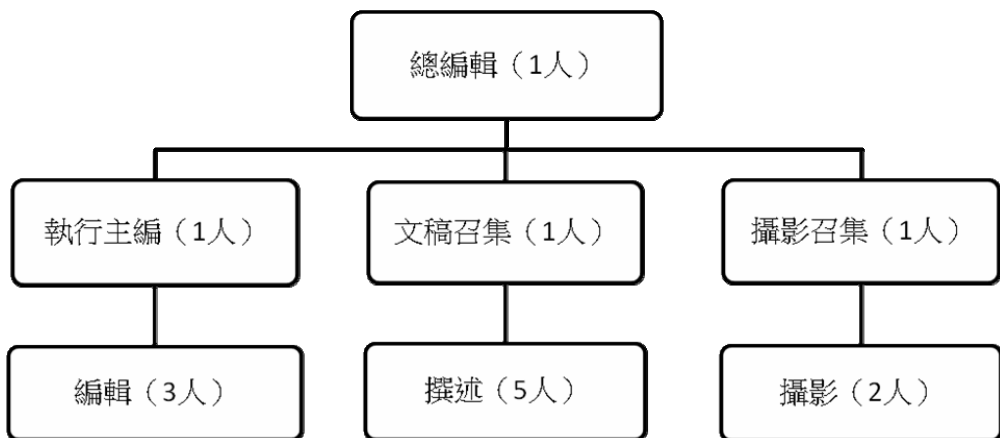 總編輯（1人）
執行主編（1人）
文稿召集（1人）
攝影召集（1人）
編輯（3人）
撰述（5人）
攝影（2人）